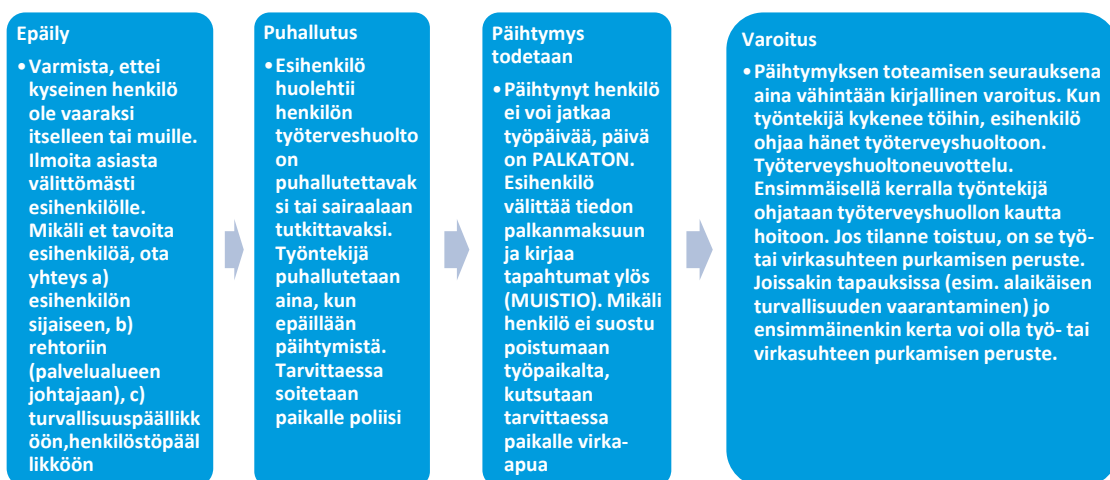 Epäily
•Varmista, ettei
kyseinen henkilö
ole vaaraksi
itselleen tai muille.
Ilmoita asiasta
välittömästi
esihenkilölle.
Mikäli et tavoita
esihenkilöä, ota
yhteys a)
esihenkilön
sijaiseen, b)
rehtoriin
(palvelualueen
johtajaan), c)
turvallisuuspäällikk
öön,henkilöstöpääl
likköön
Puhallutus
•Esihenkilö
huolehtii
henkilön
työterveshuolto
on
puhallutettavak
si tai sairaalaan
tutkittavaksi.
Työntekijä
puhallutetaan
aina, kun
epäillään
päihtymistä.
Tarvittaessa
soitetaan
paikalle poliisi
Päihtymys
todetaan
•Päihtynyt henkilö
ei voi jatkaa
työpäivää, päivä
on PALKATON.
Esihenkilö
välittää tiedon
palkanmaksuun
ja kirjaa
tapahtumat ylös
(MUISTIO). Mikäli
henkilö ei suostu
poistumaan
työpaikalta,
kutsutaan
tarvittaessa
paikalle virka-
apua
Varoitus
•Päihtymyksen toteamisen seurauksena
aina vähintään kirjallinen varoitus. Kun
työntekijä kykenee töihin, esihenkilö
ohjaa hänet työterveyshuoltoon.
Työterveyshuoltoneuvottelu.
Ensimmäisellä kerralla työntekijä
ohjataan työterveyshuollon kautta
hoitoon. Jos tilanne toistuu, on se työ-
tai virkasuhteen purkamisen peruste.
Joissakin tapauksissa (esim. alaikäisen
turvallisuuden vaarantaminen) jo
ensimmäinenkin kerta voi olla työ- tai
virkasuhteen purkamisen peruste.